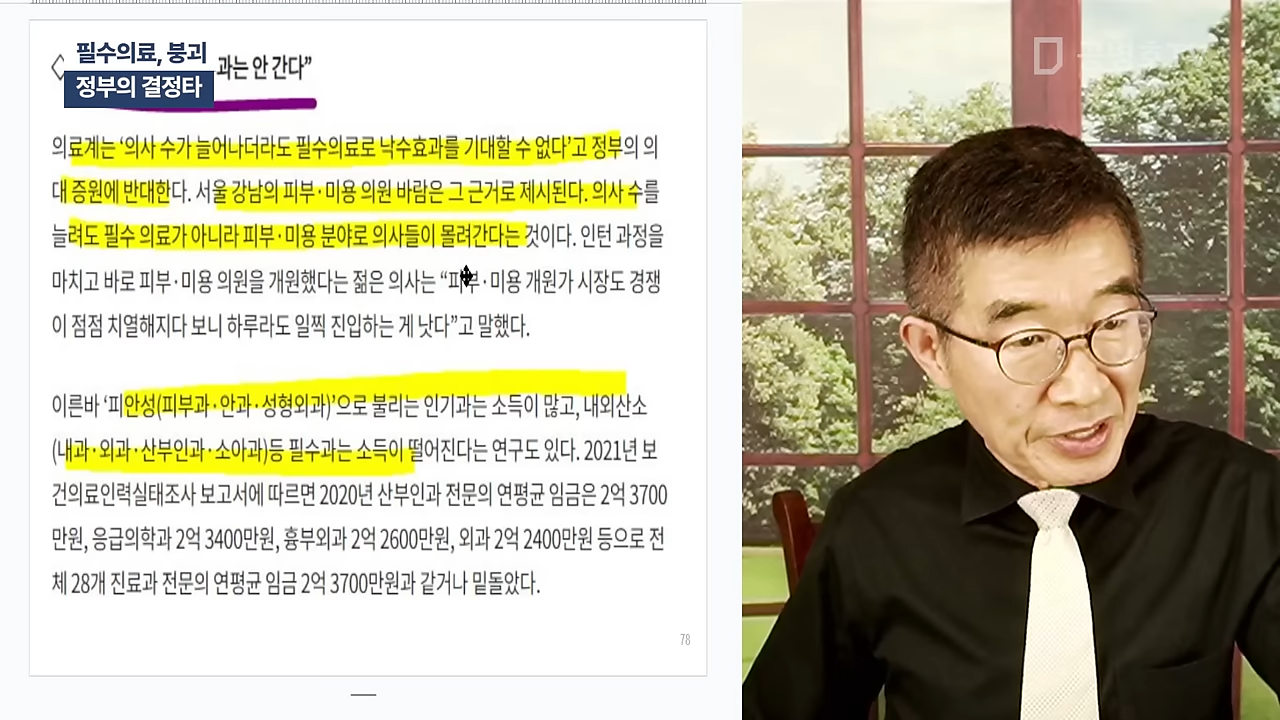 필수의료, 붕괴
정부의 결정타
과는 안 간다”
의료계는 ‘의사 수가 늘어나더라도 필수의료로 낙수효과를 기대할 수 없다’고 정부의 의
대 증원에 반대한다. 서울 강남의 피부·미용 의원 바람은 그 근거로 제시된다. 의사 수를
늘려도 필수 의료가 아니라 피부·미용 분야로 의사들이 몰려간다는 것이다. 인턴 과정을
마치고 바로 피부·미용 의원을 개원했다는 젊은 의사는 “피부·미용 개원가 시장도 경쟁
이 점점 치열해지다 보니 하루라도 일찍 진입하는 게 낫다”고 말했다.
이른바 ‘피안성(피부과·안과·성형외과)’으로 불리는 인기과는 소득이 많고, 내외산소
(내과·외과·산부인과·소아과)등 필수과는 소득이 떨어진다는 연구도 있다. 2021년 보
건의료인력실태조사 보고서에 따르면 2020년 산부인과 전문의 연평균 임금은 2억 3700
만원, 응급의학과 2억 3400만원, 흉부외과 2억 2600만원, 외과 2억 2400만원 등으로 전
체 28개 진료과 전문의 연평균 임금 2억 3700만원과 같거나 밑돌았다.
78